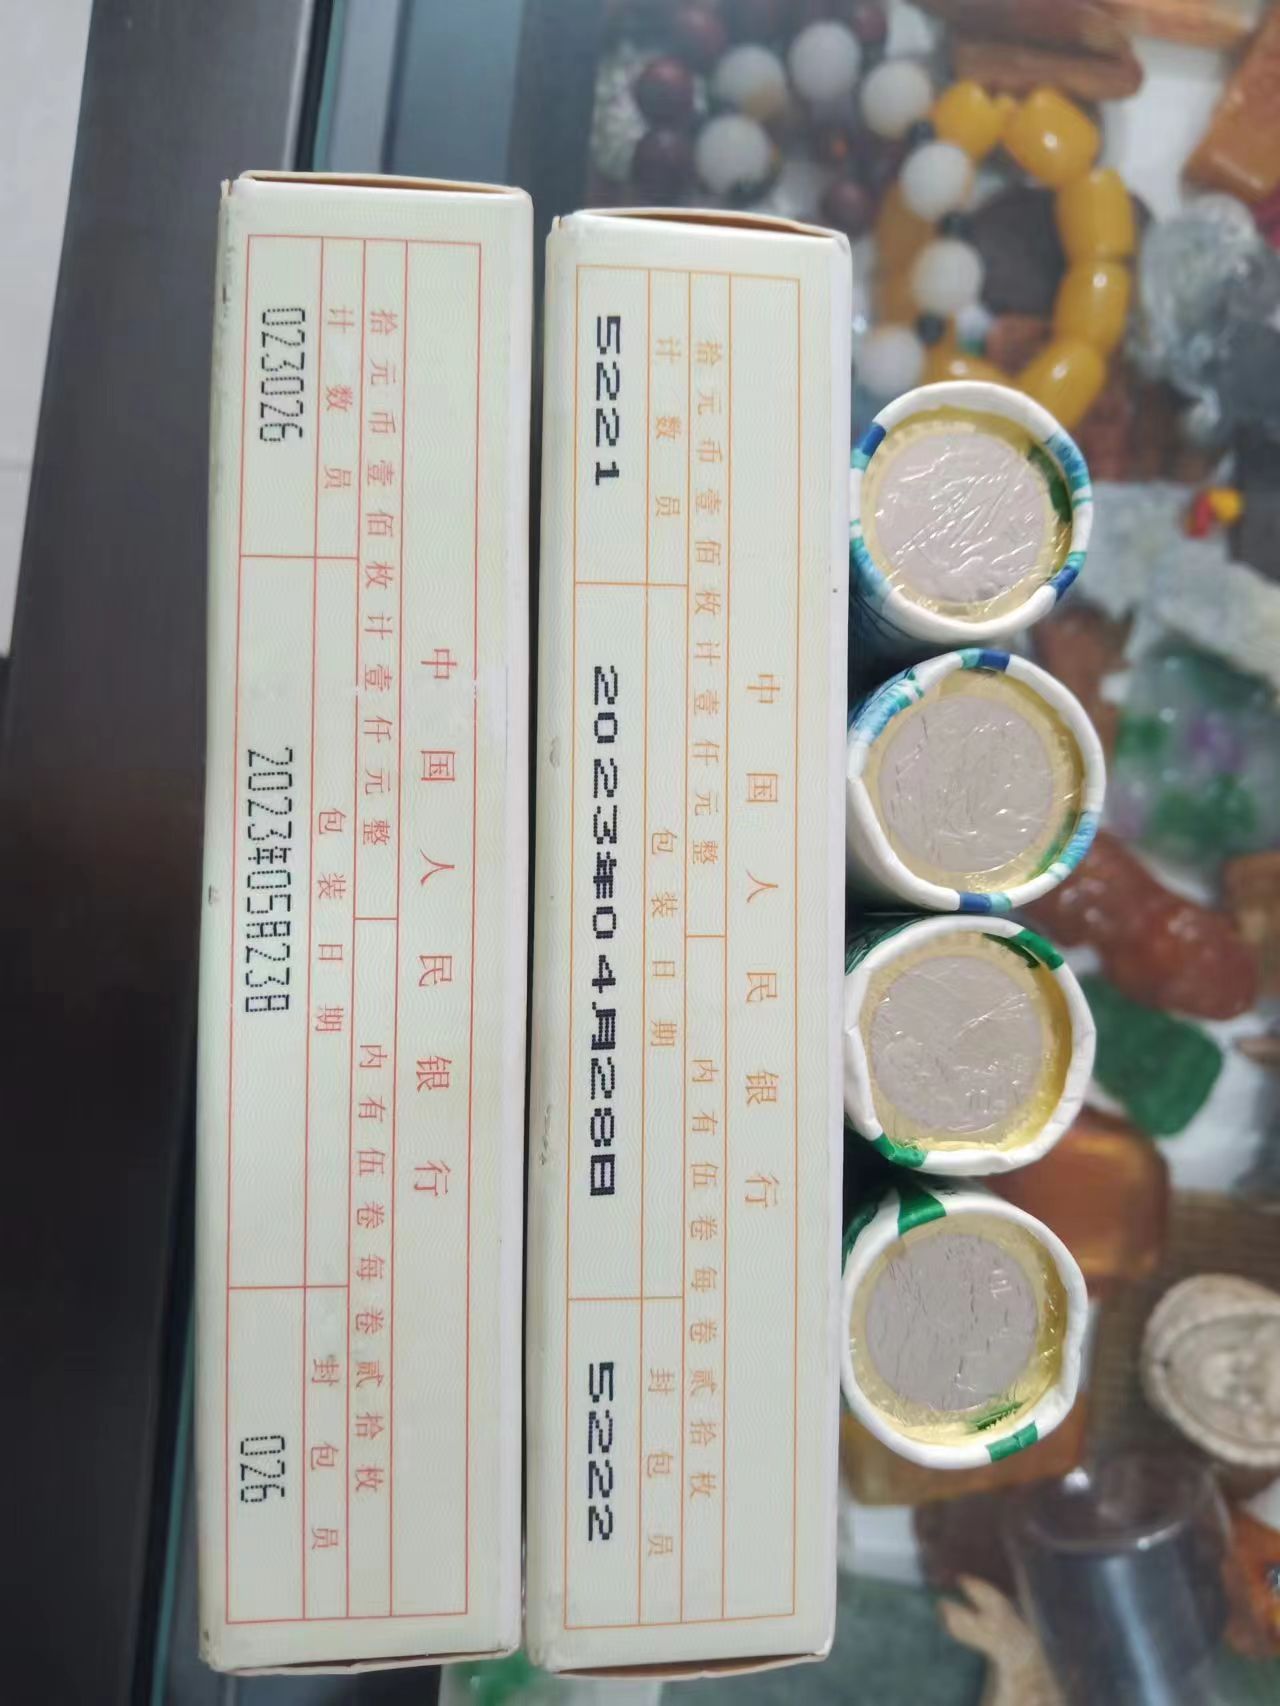 中国人民银行
拾元币壹佰枚计壹仟元整 内有伍卷每卷贰拾枚
计数员 包装日期 封包员
023026 2023年05月23日 026
中国人民银行
拾元币壹佰枚计壹仟元整 内有伍卷每卷贰拾枚
计数员 包装日期 封包员
5221 2023年04月28日 5222